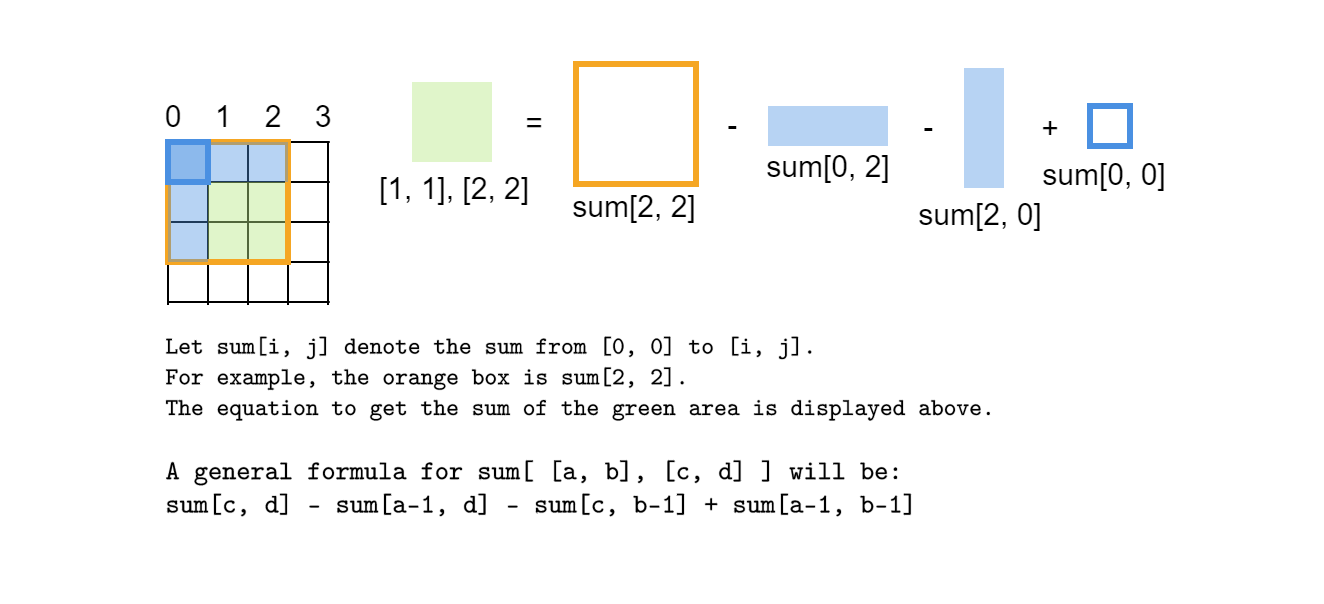 0 1 2 3
[1, 1], [2, 2] = sum[2, 2] - sum[0, 2] - sum[2, 0] + sum[0, 0]
Let sum[i, j] denote the sum from [0, 0] to [i, j].
For example, the orange box is sum[2, 2].
The equation to get the sum of the green area is displayed above.
A general formula for sum[ [a, b], [c, d] ] will be:
sum[c, d] - sum[a-1, d] - sum[c, b-1] + sum[a-1, b-1]